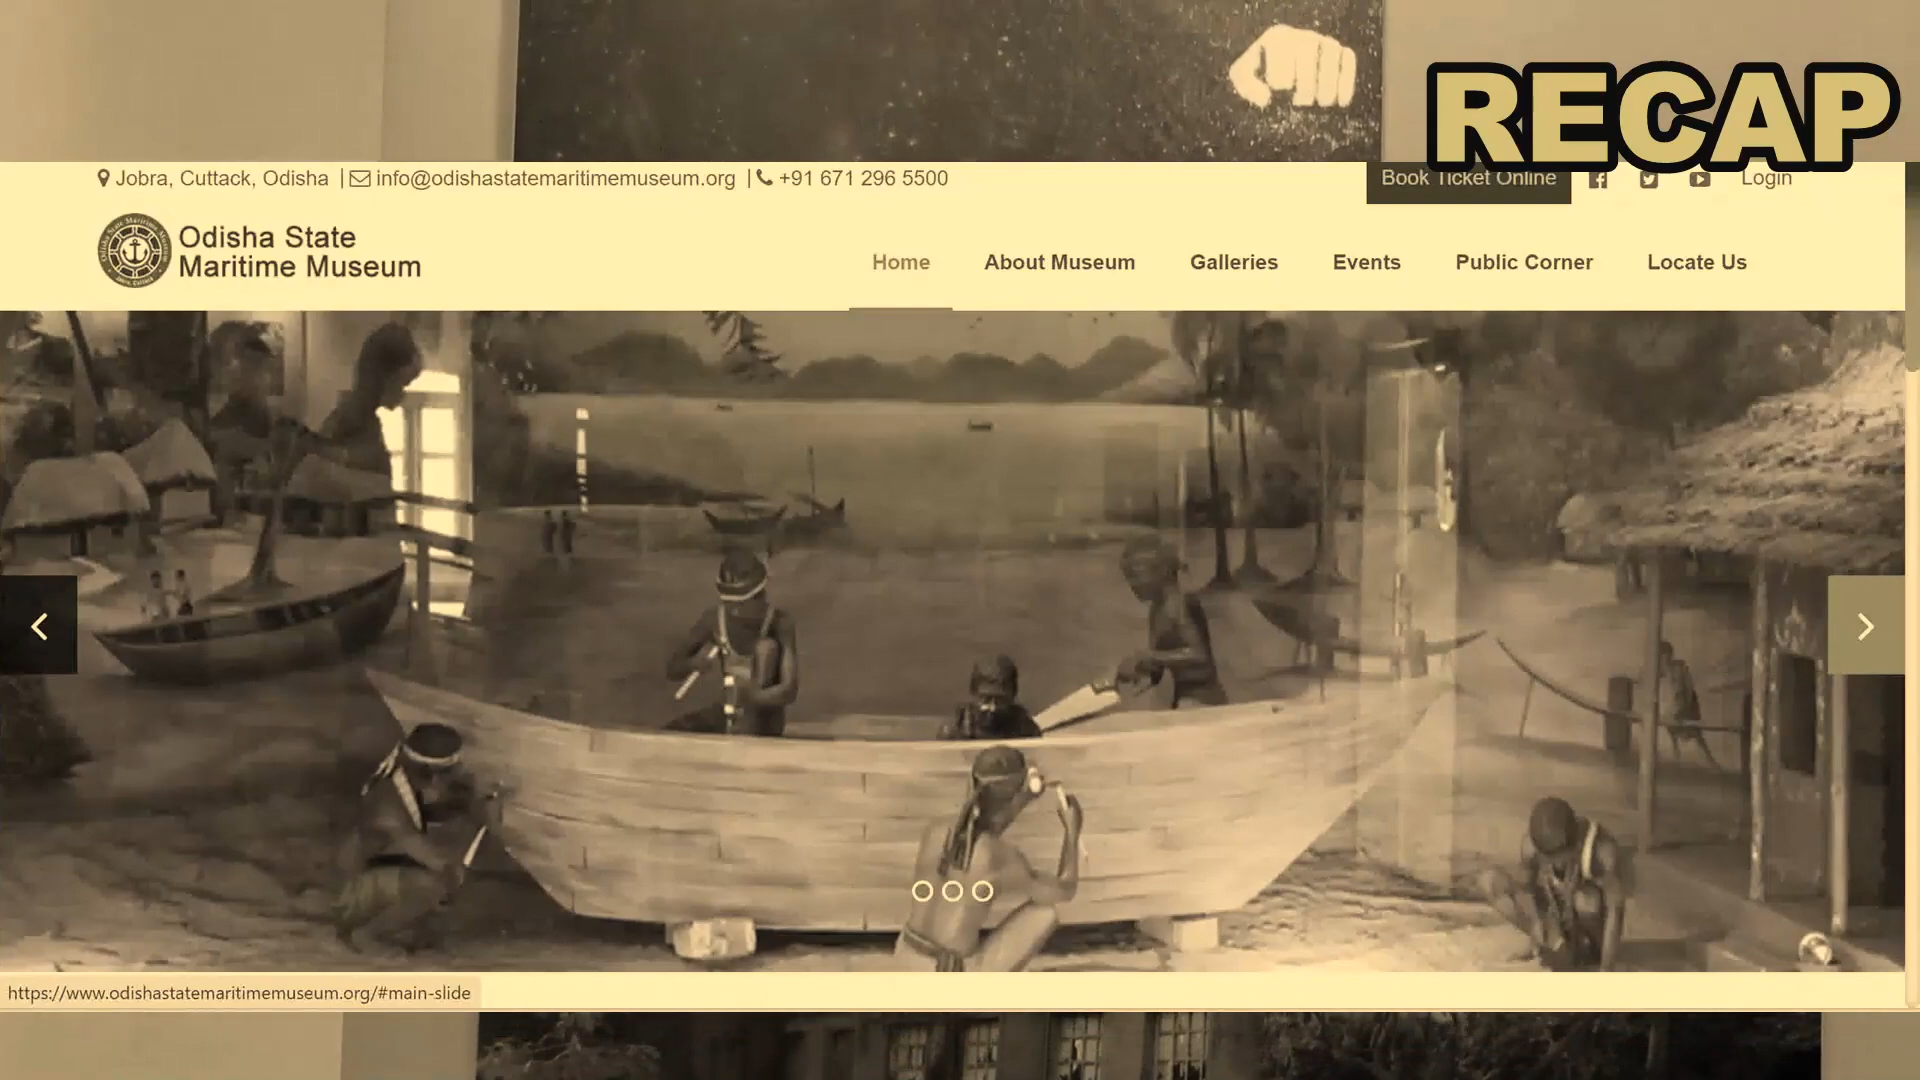 RECAP
Jobra, Cuttack, Odisha | info@odishastatemaritimemuseum.org | +91 671 296 5500
Book Ticket Online
Login
Odisha State
Maritime Museum
Home About Museum Galleries Events Public Corner Locate Us
https://www.odishastatemaritimemuseum.org/#main-slide